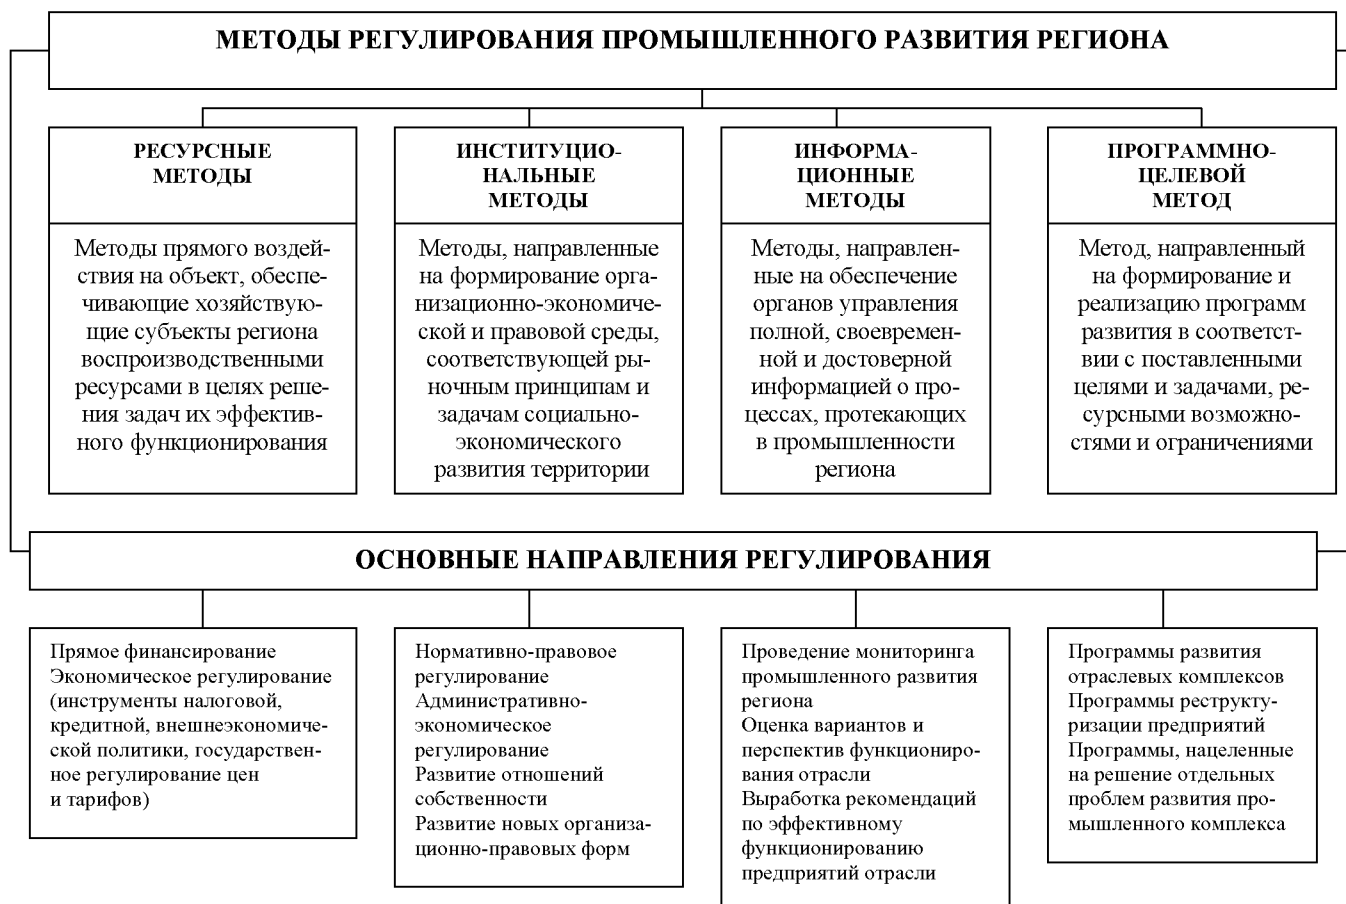 МЕТОДЫ РЕГУЛИРОВАНИЯ ПРОМЫШЛЕННОГО РАЗВИТИЯ РЕГИОНА
РЕСУРСНЫЕ
МЕТОДЫ
Методы прямого воздей-
ствия на объект, обеспе-
чивающие хозяйствую-
щие субъекты региона
воспроизводственными
ресурсами в целях реше-
ния задач их эффектив-
ного функционирования
ИНСТИТУЦИО-
НАЛЬНЫЕ
МЕТОДЫ
Методы, направленные
на формирование орга-
низационно-экономиче-
ской и правовой среды,
соответствующей ры-
ночным принципам и
задачам социально-
экономического
развития территории
ИНФОРМА-
ЦИОННЫЕ
МЕТОДЫ
Методы, направлен-
ные на обеспечение
органов управления
полной, своевремен-
ной и достоверной
информацией о про-
цессах, протекающих
в промышленности
региона
ПРОГРАММНО-
ЦЕЛЕВОЙ
МЕТОД
Метод, направленный
на формирование и
реализацию программ
развития в соответст-
вии с поставленными
целями и задачами, ре-
сурсными возможно-
стями и ограничениями
ОСНОВНЫЕ НАПРАВЛЕНИЯ РЕГУЛИРОВАНИЯ
Прямое финансирование
Экономическое регулирование
(инструменты налоговой,
кредитной, внешнеэкономиче-
ской политики, государствен-
ное регулирование цен
и тарифов)
Нормативно-правовое
регулирование
Административно-
экономическое
регулирование
Развитие отношений
собственности
Развитие новых организа-
ционно-правовых форм
Проведение мониторинга
промышленного развития
региона
Оценка вариантов и
перспектив функциониро-
вания отрасли
Выработка рекомендаций
по эффективному
функционированию
предприятий отрасли
Программы развития
отраслевых комплексов
Программы реструкту-
ризации предприятий
Программы, нацеленные
на решение отдельных
проблем развития про-
мышленного комплекса